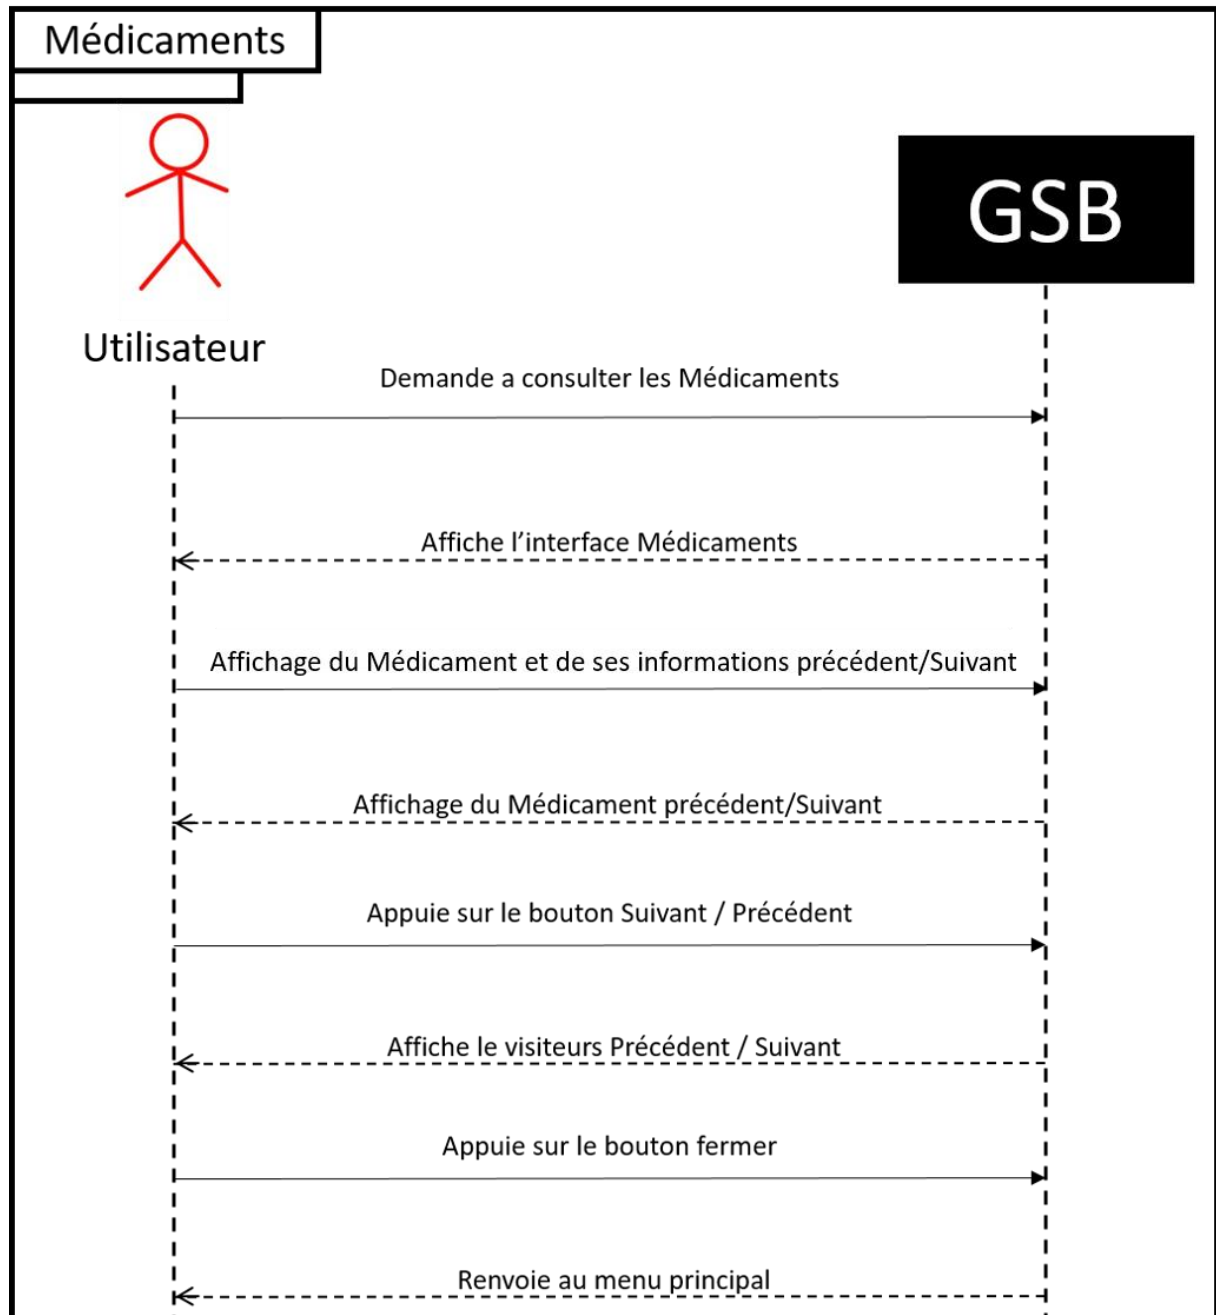 Médicaments
GSB
Utilisateur
Demande a consulter les Médicaments
Affiche l'interface Médicaments
Affichage du Médicament et de ses informations précédent/Suivant
Affichage du Médicament précédent/Suivant
Appuie sur le bouton Suivant / Précédent
Affiche le visiteurs Précédent / Suivant
Appuie sur le bouton fermer
Renvoie au menu principal